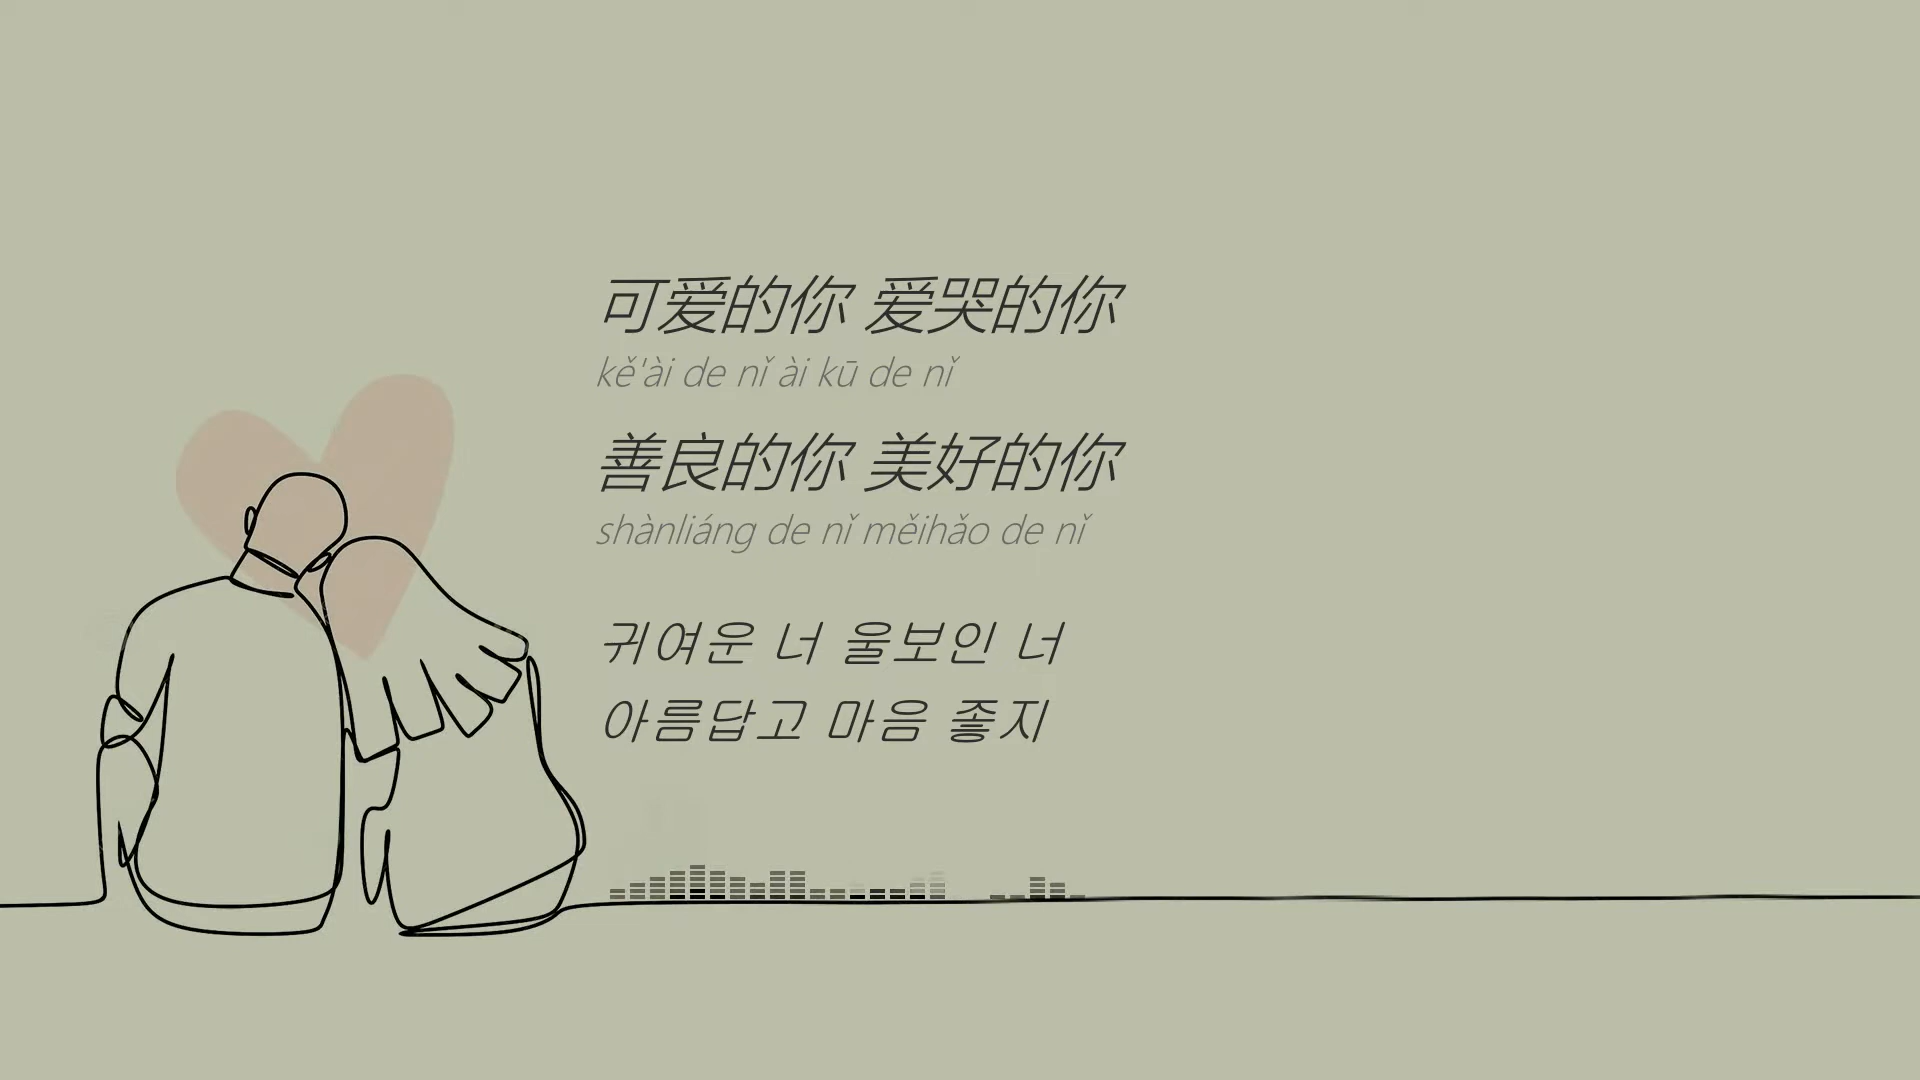 可爱的你 爱哭的你
kě'ài de nǐ ài kū de nǐ
善良的你 美好的你
shànliáng de nǐ měihǎo de nǐ
귀여운 너 울보인 너
아름답고 마음 좋지